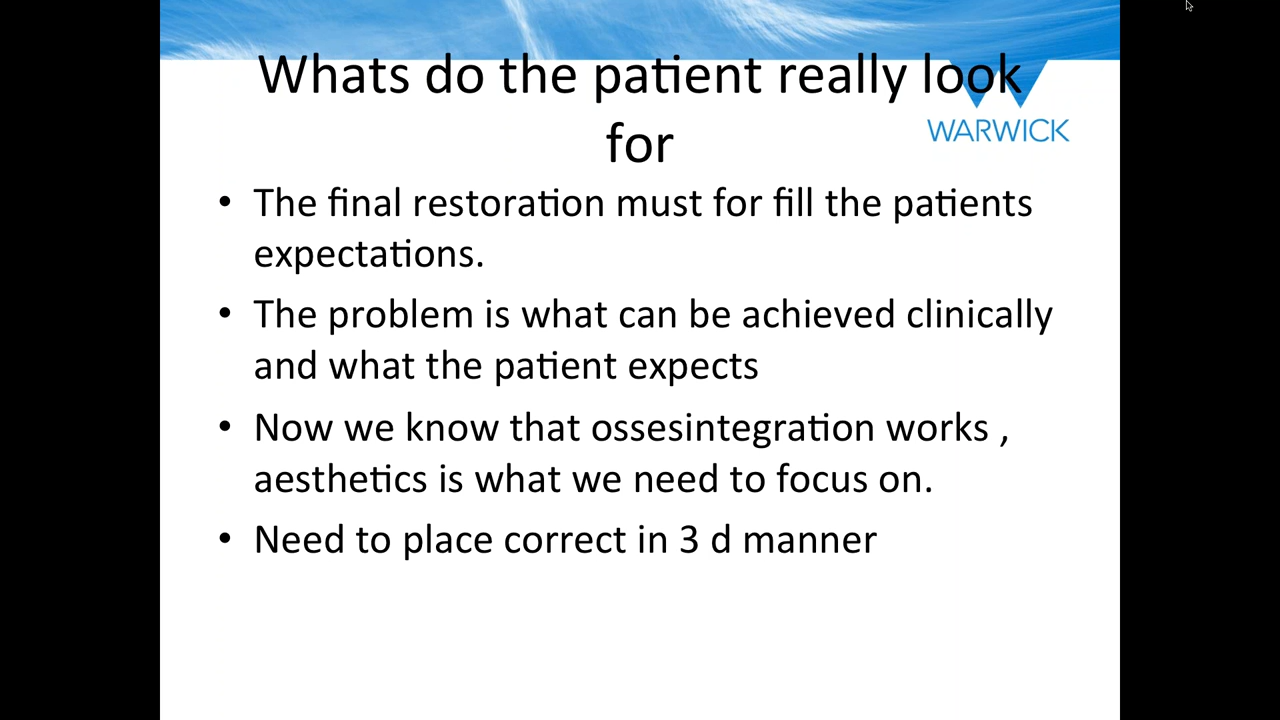 Whats do the patient really look
for
WARWICK
• The final restoration must for fill the patients
expectations.
• The problem is what can be achieved clinically
and what the patient expects
• Now we know that ossesintegration works ,
aesthetics is what we need to focus on.
• Need to place correct in 3 d manner